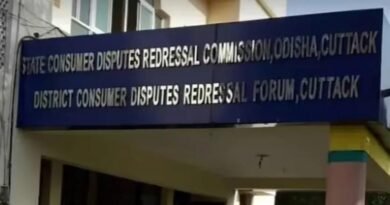 STATE CONSUMER DISPUTES REDRESSAL COMMISSION,ODISHA,CUTTACK
DISTRICT CONSUMER DISPUTES REDRESSAL FORUM,CUTTACK